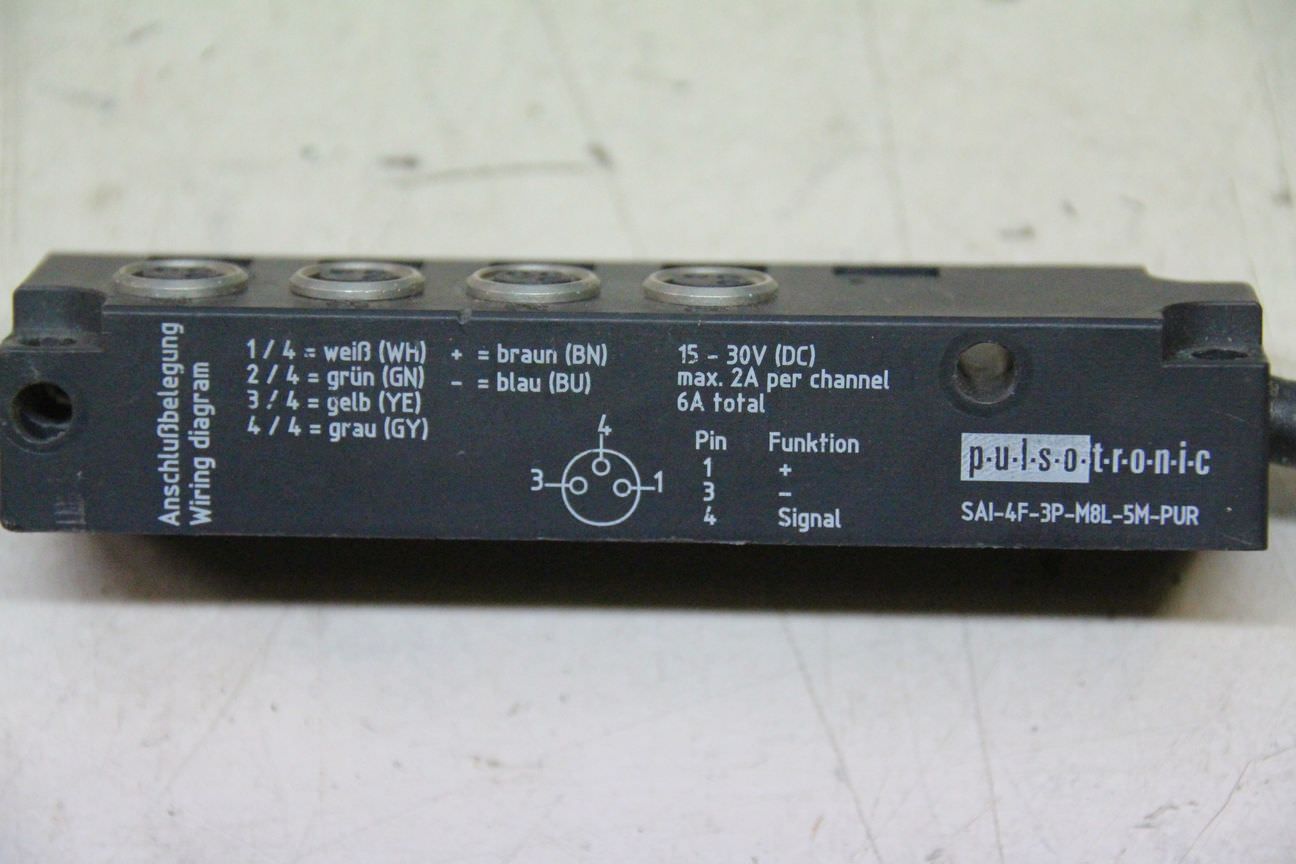 Anschlußbelegung
Wiring diagram
1 / 4 = weiß (WH)
2 / 4 = grün (GN)
3 / 4 = gelb (YE)
4 / 4 = grau (GY)
+ = braun (BN)
- = blau (BU)
4
3
1
15 - 30V (DC)
max. 2A per channel
6A total
Pin Funktion
1 +
3 -
4 Signal
p·u·l·s·o·t·r·o·n·i·c
SAI-4F-3P-M8L-5M-PUR